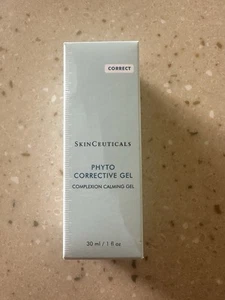 CORRECT
SKINCEUTICALS
PHYTO
CORRECTIVE GEL
COMPLEXION CALMING GEL
30 ml / 1 fl oz